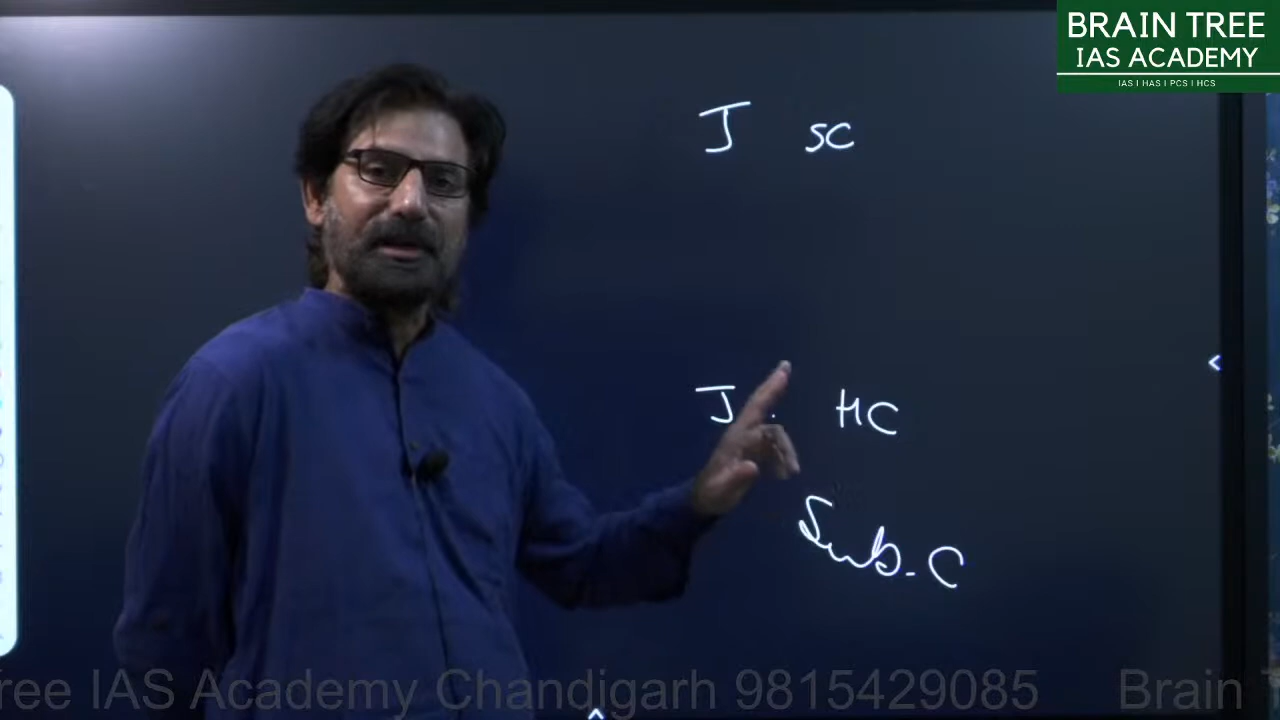 BRAIN TREE
IAS ACADEMY
IAS I HAS I PCS I HCS
J SC
J. HC
Sub-C
ree IAS Academy Chandigarh 9815429085 Brain T